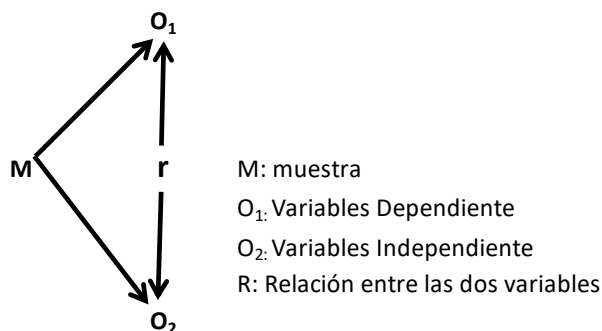 O₁
M
r
M: muestra
O₁: Variables Dependiente
O₂: Variables Independiente
R: Relación entre las dos variables
O₂